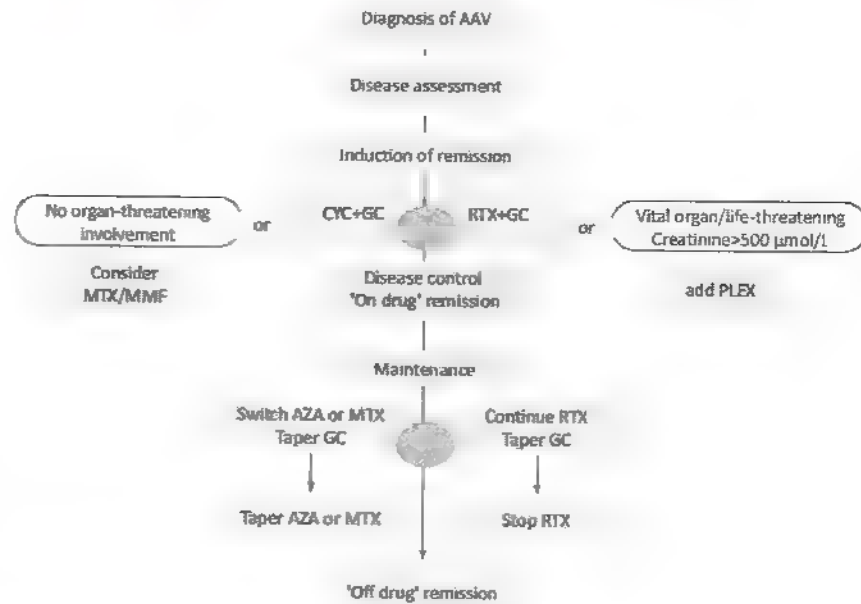 Diagnosis of AAV
Disease assessment
Induction of remission
No organ-threatening
involvement
or
CYC+GC
RTX+GC
or
Vital organ/life-threatening
Creatinine>500 µmol/l
Consider
MTX/MMF
Disease control
'On drug' remission
add PLEX
Maintenance
Switch AZA or MTX
Taper GC
Continue RTX
Taper GC
Taper AZA or MTX
Stop RTX
'Off drug' remission